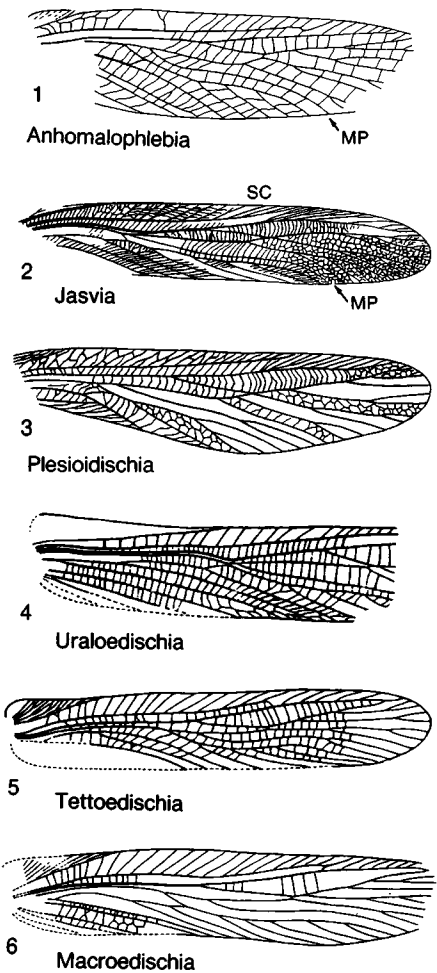 1
Anhomalophlebia
MP
SC
2
Jasvia
MP
3
Plesioidischia
4
Uraloedischia
5
Tettoedischia
6
Macroedischia